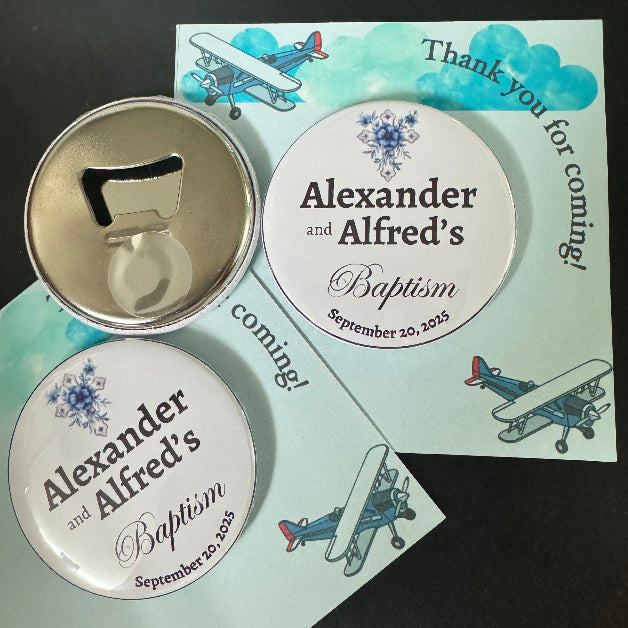 Thank you for coming!
Alexander
and Alfred's
Baptism
September 20, 2025
coming!
Alexander
and Alfred's
Baptism
September 20, 2025